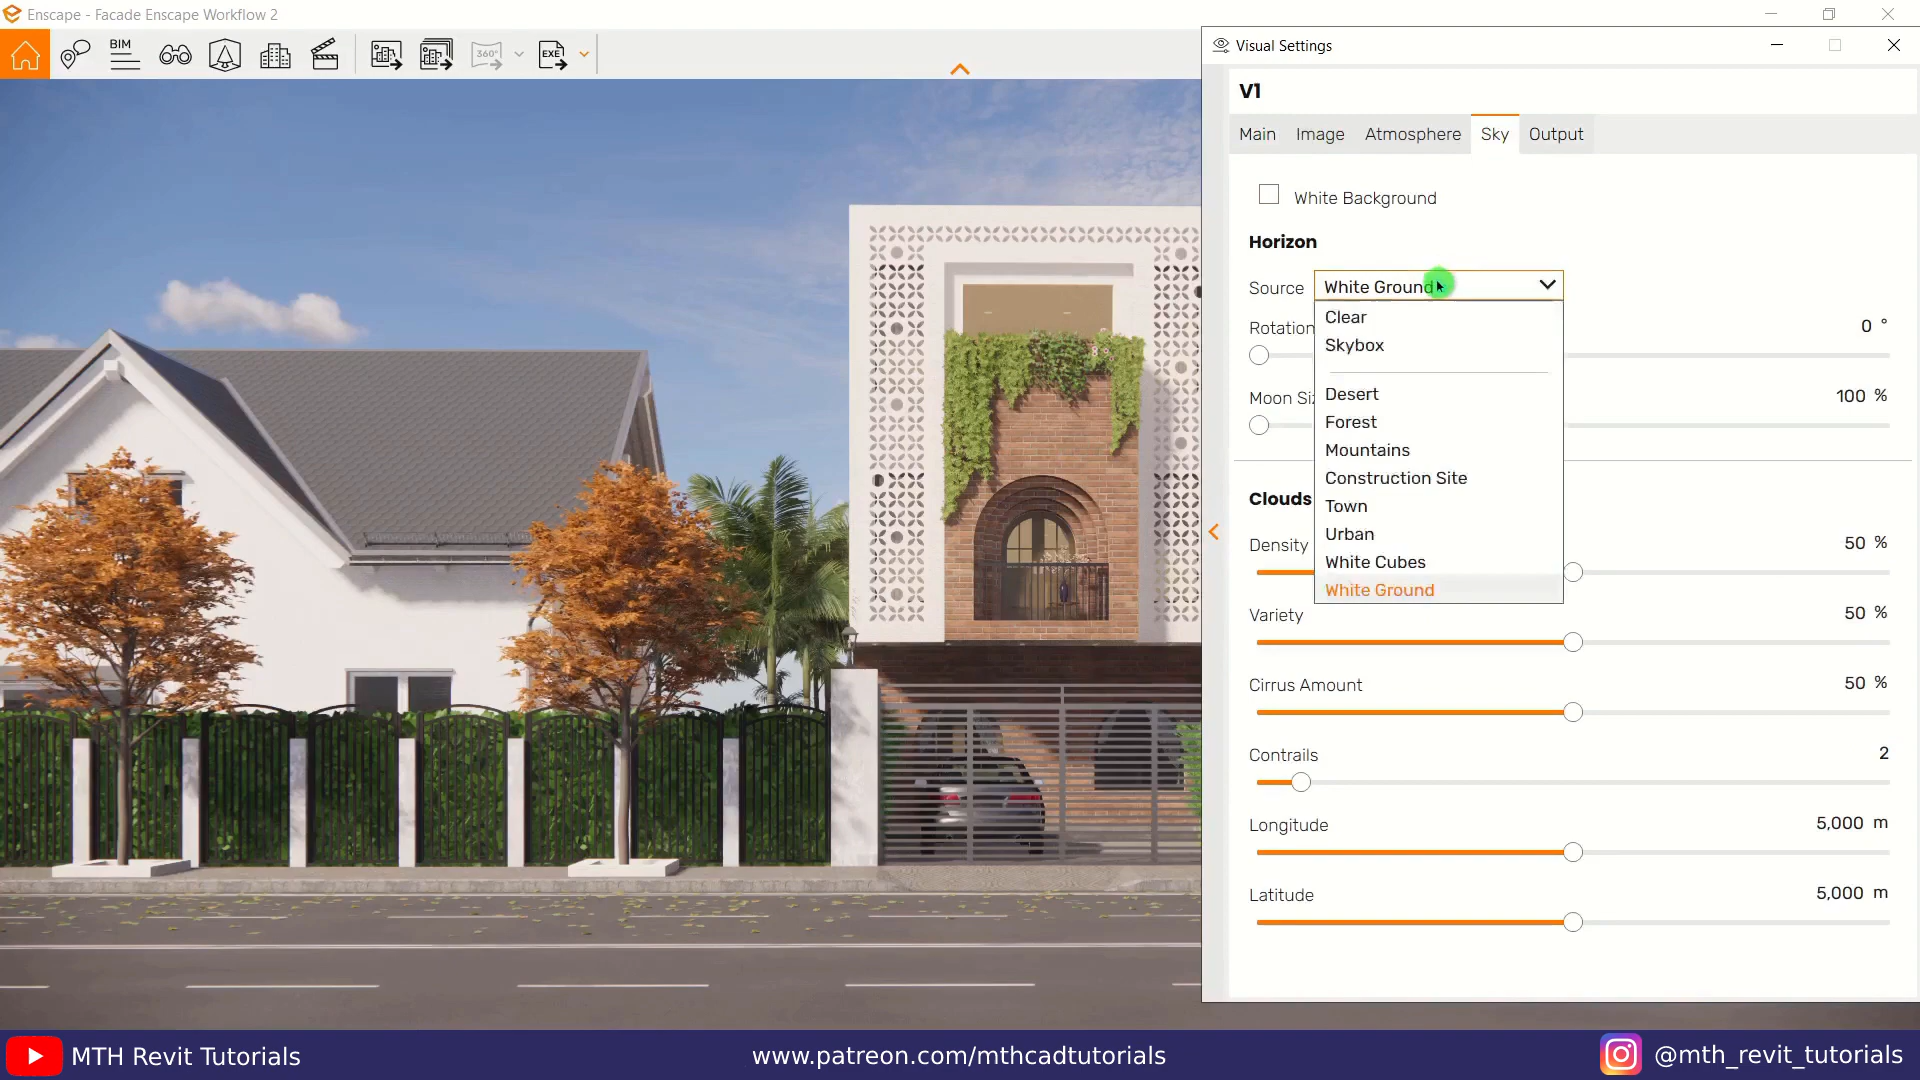 Enscape - Facade Enscape Workflow 2
BIM
360°
EXE
Visual Settings
V1
Main
Image
Atmosphere
Sky
Output
White Background
Horizon
Source
White Ground
Clear
Skybox
Desert
Forest
Mountains
Construction Site
Town
Urban
White Cubes
White Ground
Rotation
0 °
Moon Si
100 %
Clouds
Density
50 %
Variety
50 %
Cirrus Amount
50 %
Contrails
2
Longitude
5,000 m
Latitude
5,000 m
MTH Revit Tutorials
www.patreon.com/mthcadtutorials
@mth_revit_tutorials